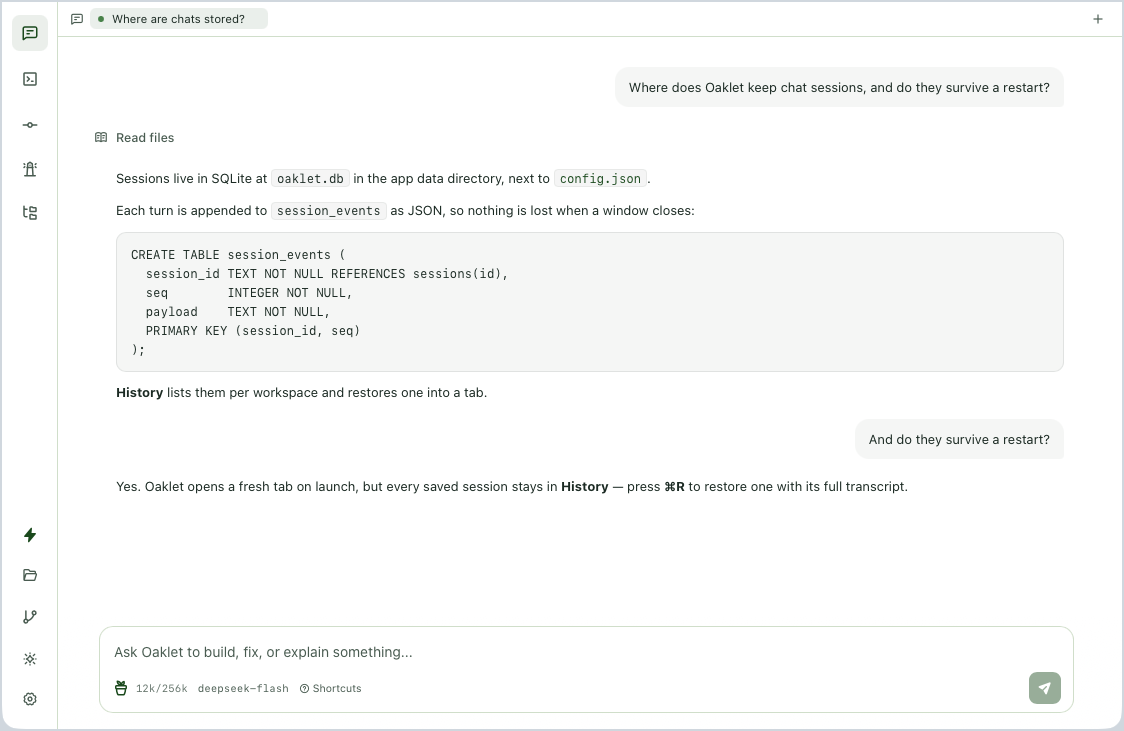 Where are chats stored?
Where does Oaklet keep chat sessions, and do they survive a restart?
Read files
Sessions live in SQLite at oaklet.db in the app data directory, next to config.json.
Each turn is appended to session_events as JSON, so nothing is lost when a window closes:
CREATE TABLE session_events (
  session_id TEXT NOT NULL REFERENCES sessions(id),
  seq        INTEGER NOT NULL,
  payload    TEXT NOT NULL,
  PRIMARY KEY (session_id, seq)
);
History lists them per workspace and restores one into a tab.
And do they survive a restart?
Yes. Oaklet opens a fresh tab on launch, but every saved session stays in History — press ⌘R to restore one with its full transcript.
Ask Oaklet to build, fix, or explain something...
12k/256k deepseek-flash Shortcuts